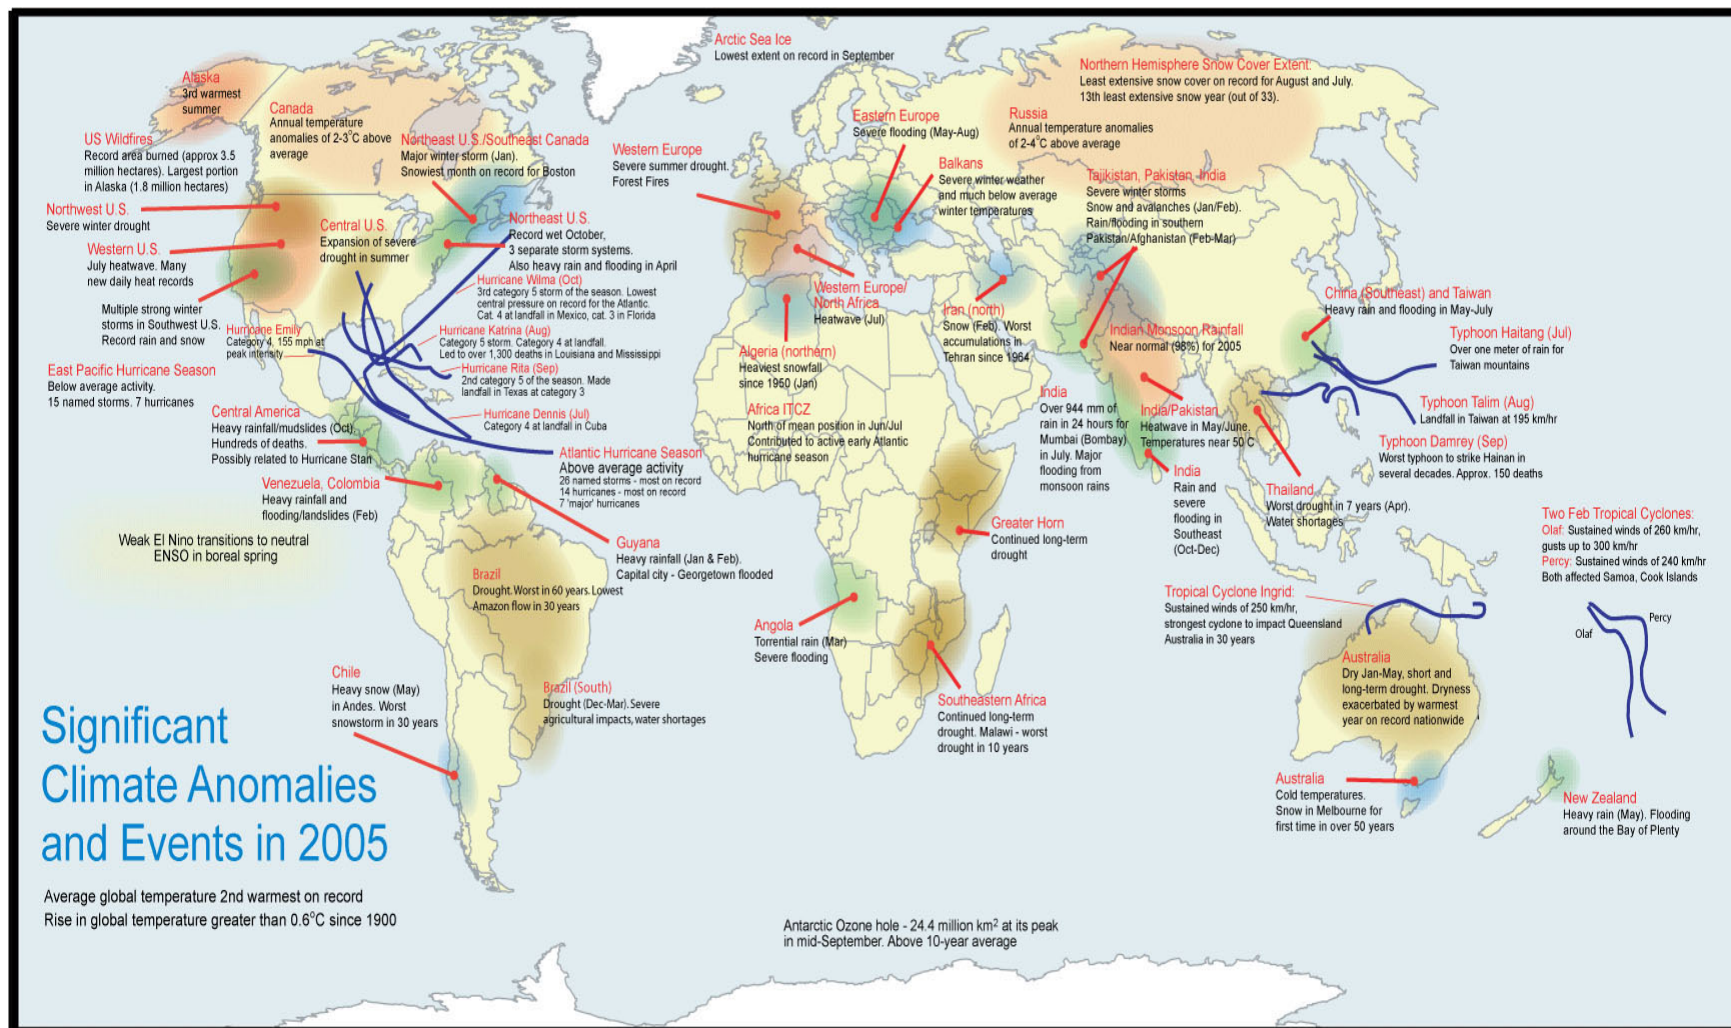 Arctic Sea Ice
Lowest extent on record in September
Northern Hemisphere Snow Cover Extent:
Least extensive snow cover on record for August and July.
13th least extensive snow year (out of 33).
Alaska
3rd warmest
summer
Canada
Annual temperature
anomalies of 2-3°C above
average
US Wildfires
Record area burned (approx 3.5
million hectares). Largest portion
in Alaska (1.8 million hectares)
Northeast U.S./Southeast Canada
Major winter storm (Jan).
Snowiest month on record for Boston
Western Europe
Severe summer drought.
Forest Fires
Eastern Europe
Severe flooding (May-Aug)
Russia
Annual temperature anomalies
of 2-4°C above average
Balkans
Severe winter weather
and much below average
winter temperatures
Tajikistan, Pakistan, India
Severe winter storms
Snow and avalanches (Jan/Feb).
Rain/flooding in southern
Pakistan/Afghanistan (Feb-Mar)
Northwest U.S.
Severe winter drought
Western U.S.
July heatwave. Many
new daily heat records
Central U.S.
Expansion of severe
drought in summer
Northeast U.S.
Record wet October,
3 separate storm systems.
Also heavy rain and flooding in April
Multiple strong winter
storms in Southwest U.S.
Record rain and snow
Hurricane Wilma (Oct)
3rd category 5 storm of the season. Lowest
central pressure on record for the Atlantic.
Cat. 4 at landfall in Mexico, cat. 3 in Florida
Hurricane Emily
Category 4, 155 mph at
peak intensity
Hurricane Katrina (Aug)
Category 5 storm. Category 4 at landfall.
Led to over 1,300 deaths in Louisiana and Mississippi
Hurricane Rita (Sep)
2nd category 5 of the season. Made
landfall in Texas at category 3
Hurricane Dennis (Jul)
Category 4 at landfall in Cuba
East Pacific Hurricane Season
Below average activity.
15 named storms. 7 hurricanes
Central America
Heavy rainfall/mudslides (Oct).
Hundreds of deaths.
Possibly related to Hurricane Stan
Atlantic Hurricane Season
Above average activity
26 named storms - most on record
14 hurricanes - most on record
7 'major' hurricanes
Western Europe/
North Africa
Heatwave (Jul)
Algeria (northern)
Heaviest snowfall
since 1950 (Jan)
Iran (north)
Snow (Feb). Worst
accumulations in
Tehran since 1964
Indian Monsoon Rainfall
Near normal (98%) for 2005
China (Southeast) and Taiwan
Heavy rain and flooding in May-July
Typhoon Haitang (Jul)
Over one meter of rain for
Taiwan mountains
Typhoon Talim (Aug)
Landfall in Taiwan at 195 km/hr
Typhoon Damrey (Sep)
Worst typhoon to strike Hainan in
several decades. Approx. 150 deaths
Africa ITCZ
North of mean position in Jun/Jul
Contributed to active early Atlantic
hurricane season
India
Over 944 mm of
rain in 24 hours for
Mumbai (Bombay)
in July. Major
flooding from
monsoon rains
India/Pakistan
Heatwave in May/June.
Temperatures near 50 C
India
Rain and
severe
flooding in
Southeast
(Oct-Dec)
Thailand
Worst drought in 7 years (Apr).
Water shortages
Venezuela, Colombia
Heavy rainfall and
flooding/landslides (Feb)
Weak El Nino transitions to neutral
ENSO in boreal spring
Guyana
Heavy rainfall (Jan & Feb).
Capital city - Georgetown flooded
Greater Horn
Continued long-term
drought
Two Feb Tropical Cyclones:
Olaf: Sustained winds of 260 km/hr,
gusts up to 300 km/hr
Percy: Sustained winds of 240 km/hr
Both affected Samoa, Cook Islands
Brazil
Drought. Worst in 60 years. Lowest
Amazon flow in 30 years
Tropical Cyclone Ingrid:
Sustained winds of 250 km/hr,
strongest cyclone to impact Queensland
Australia in 30 years
Percy
Olaf
Angola
Torrential rain (Mar)
Severe flooding
Australia
Dry Jan-May, short and
long-term drought. Dryness
exacerbated by warmest
year on record nationwide
Chile
Heavy snow (May)
in Andes. Worst
snowstorm in 30 years
Brazil (South)
Drought (Dec-Mar). Severe
agricultural impacts, water shortages
Southeastern Africa
Continued long-term
drought. Malawi - worst
drought in 10 years
Australia
Cold temperatures.
Snow in Melbourne for
first time in over 50 years
New Zealand
Heavy rain (May). Flooding
around the Bay of Plenty
Significant
Climate Anomalies
and Events in 2005
Average global temperature 2nd warmest on record
Rise in global temperature greater than 0.6°C since 1900
Antarctic Ozone hole - 24.4 million km² at its peak
in mid-September. Above 10-year average